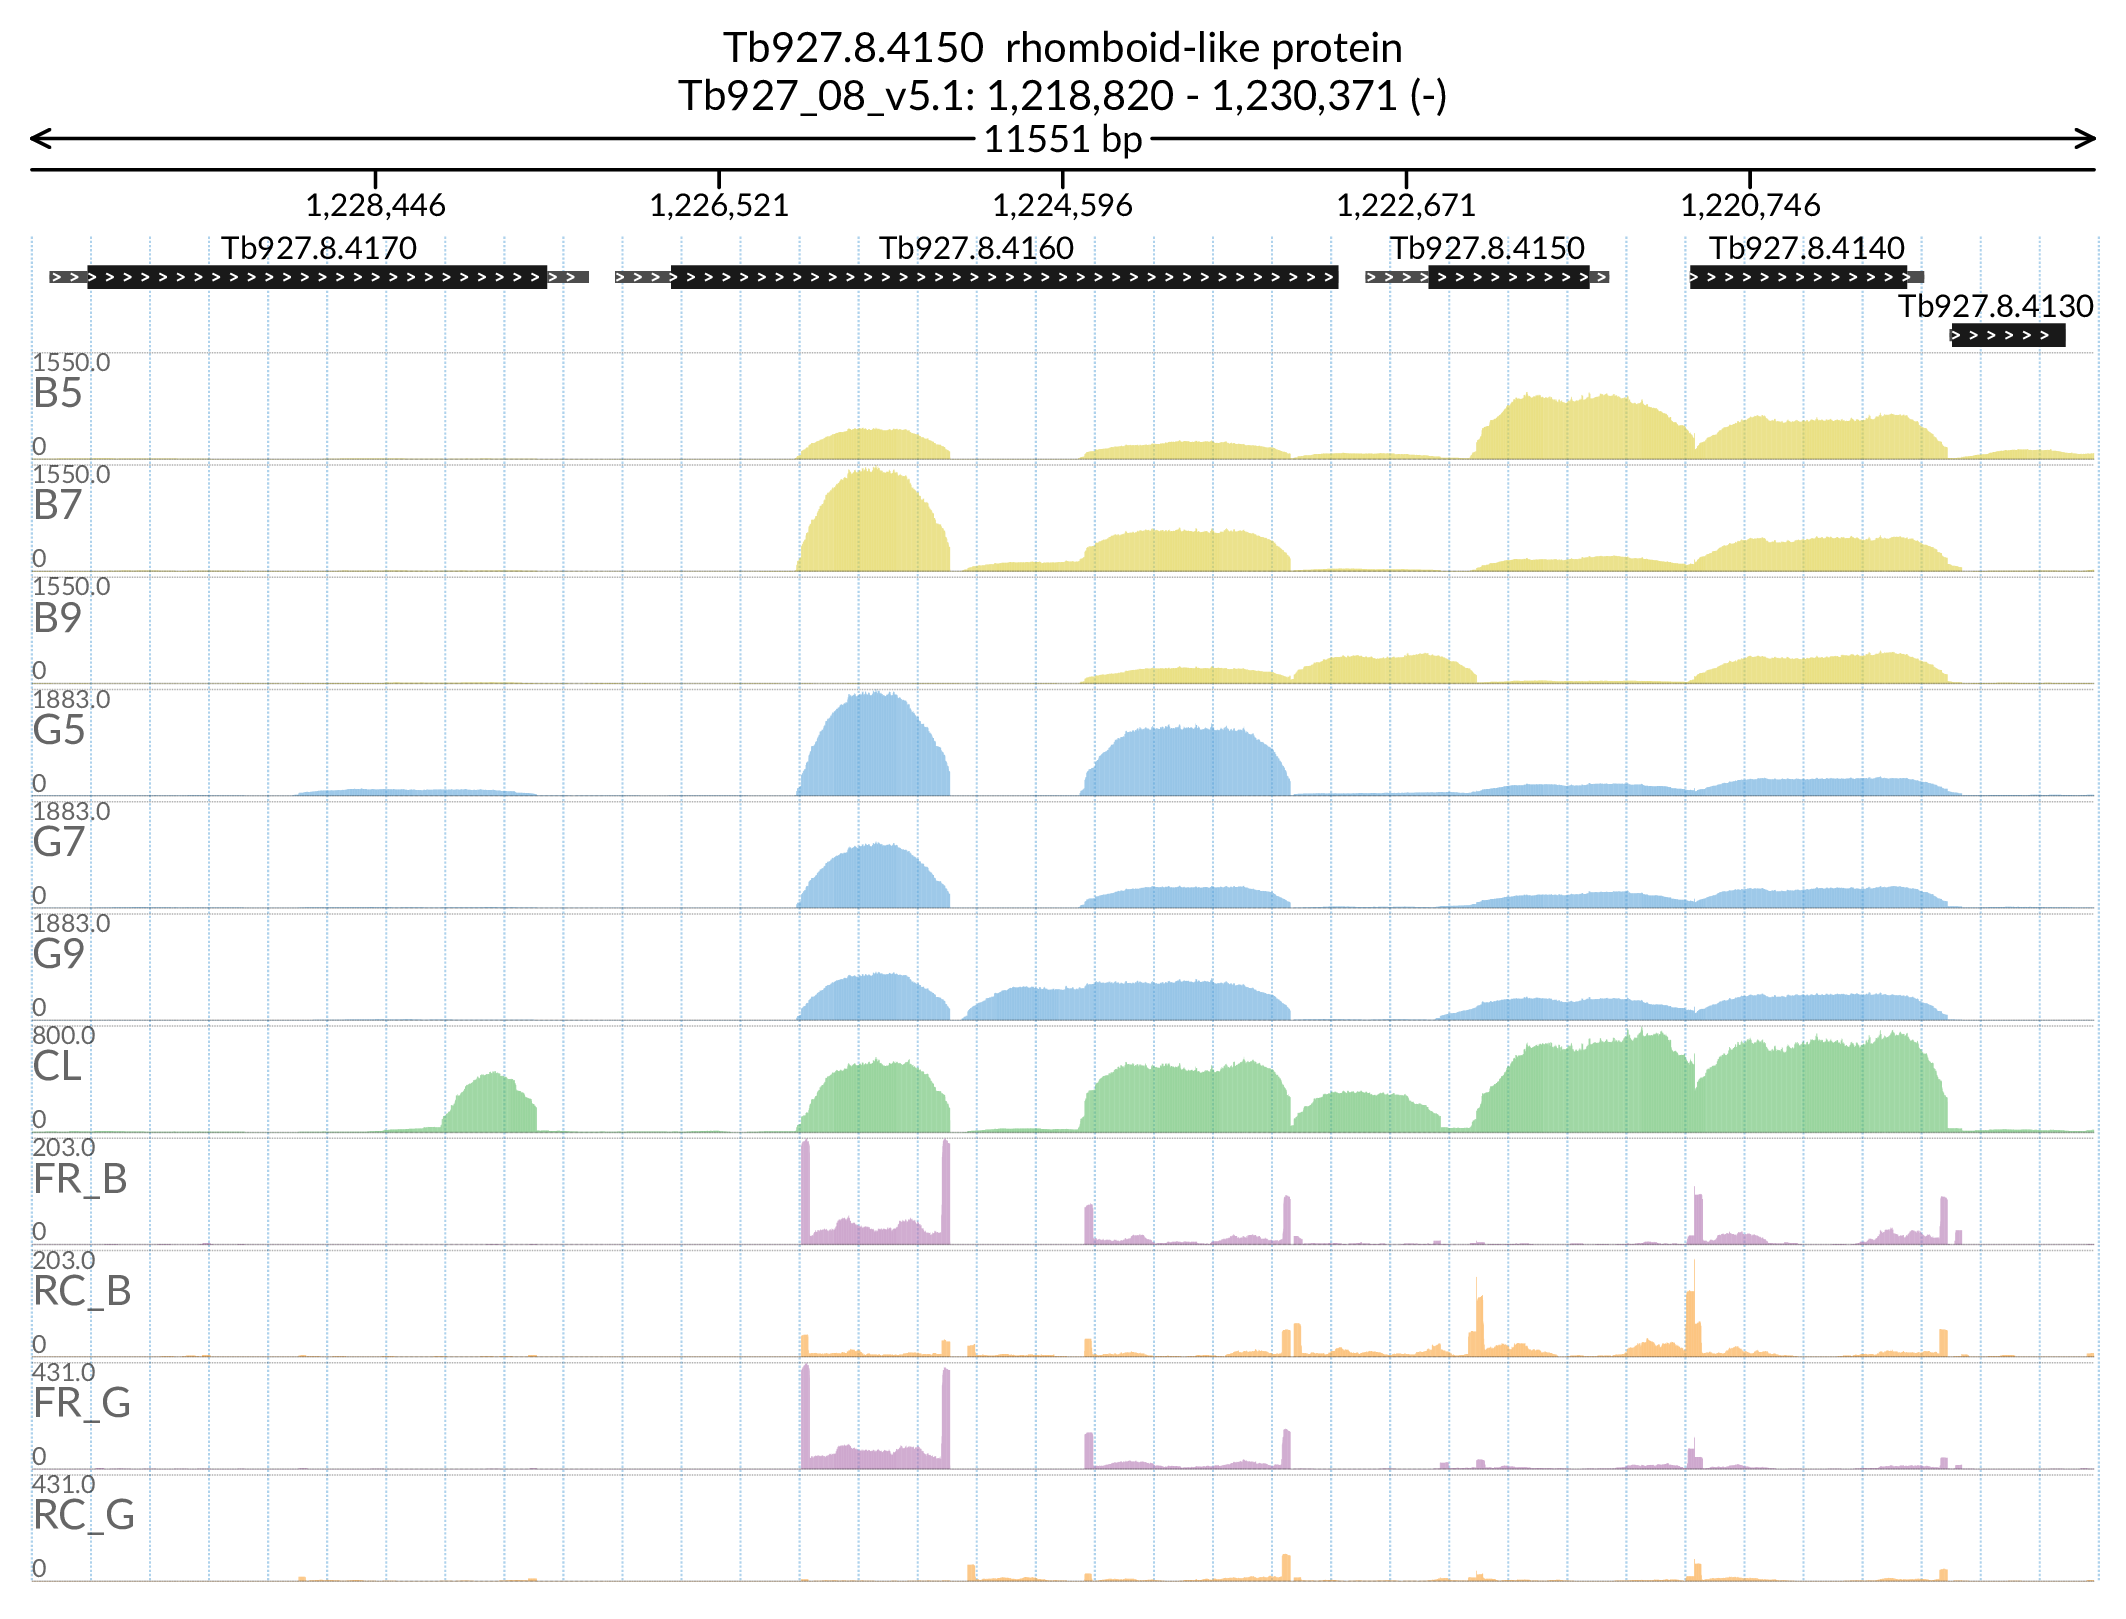 Tb927.8.4150  rhomboid-like protein
Tb927_08_v5.1: 1,218,820 - 1,230,371 (-)
11551 bp
1,228,446 1,226,521 1,224,596 1,222,671 1,220,746
Tb927.8.4170 Tb927.8.4160 Tb927.8.4150 Tb927.8.4140
Tb927.8.4130
1550.0
B5
0
1550.0
B7
0
1550.0
B9
0
1883.0
G5
0
1883.0
G7
0
1883.0
G9
0
800.0
CL
0
203.0
FR_B
0
203.0
RC_B
0
431.0
FR_G
0
431.0
RC_G
0